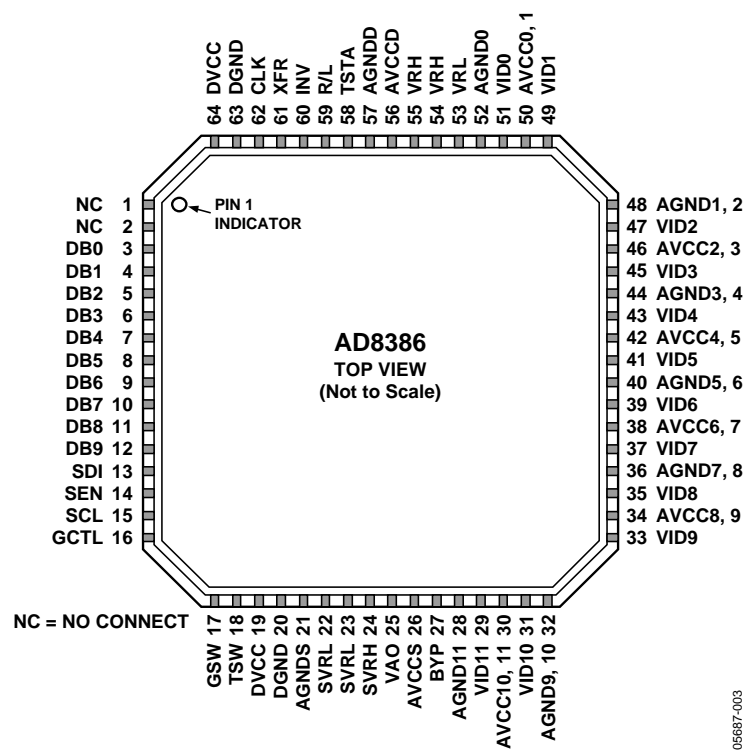 64 DVCC
63 DGND
62 CLK
61 XFR
60 INV
59 R/L
58 TSTA
57 AGNDD
56 AVCCD
55 VRH
54 VRH
53 VRL
52 AGND0
51 VID0
50 AVCC0, 1
49 VID1
NC 1
NC 2
DB0 3
DB1 4
DB2 5
DB3 6
DB4 7
DB5 8
DB6 9
DB7 10
DB8 11
DB9 12
SDI 13
SEN 14
SCL 15
GCTL 16
PIN 1
INDICATOR
AD8386
TOP VIEW
(Not to Scale)
48 AGND1, 2
47 VID2
46 AVCC2, 3
45 VID3
44 AGND3, 4
43 VID4
42 AVCC4, 5
41 VID5
40 AGND5, 6
39 VID6
38 AVCC6, 7
37 VID7
36 AGND7, 8
35 VID8
34 AVCC8, 9
33 VID9
NC = NO CONNECT
GSW 17
TSW 18
DVCC 19
DGND 20
AGNDS 21
SVRL 22
SVRL 23
SVRH 24
VAO 25
AVCCS 26
BYP 27
AGND11 28
VID11 29
AVCC10, 11 30
VID10 31
AGND9, 10 32
05687-003